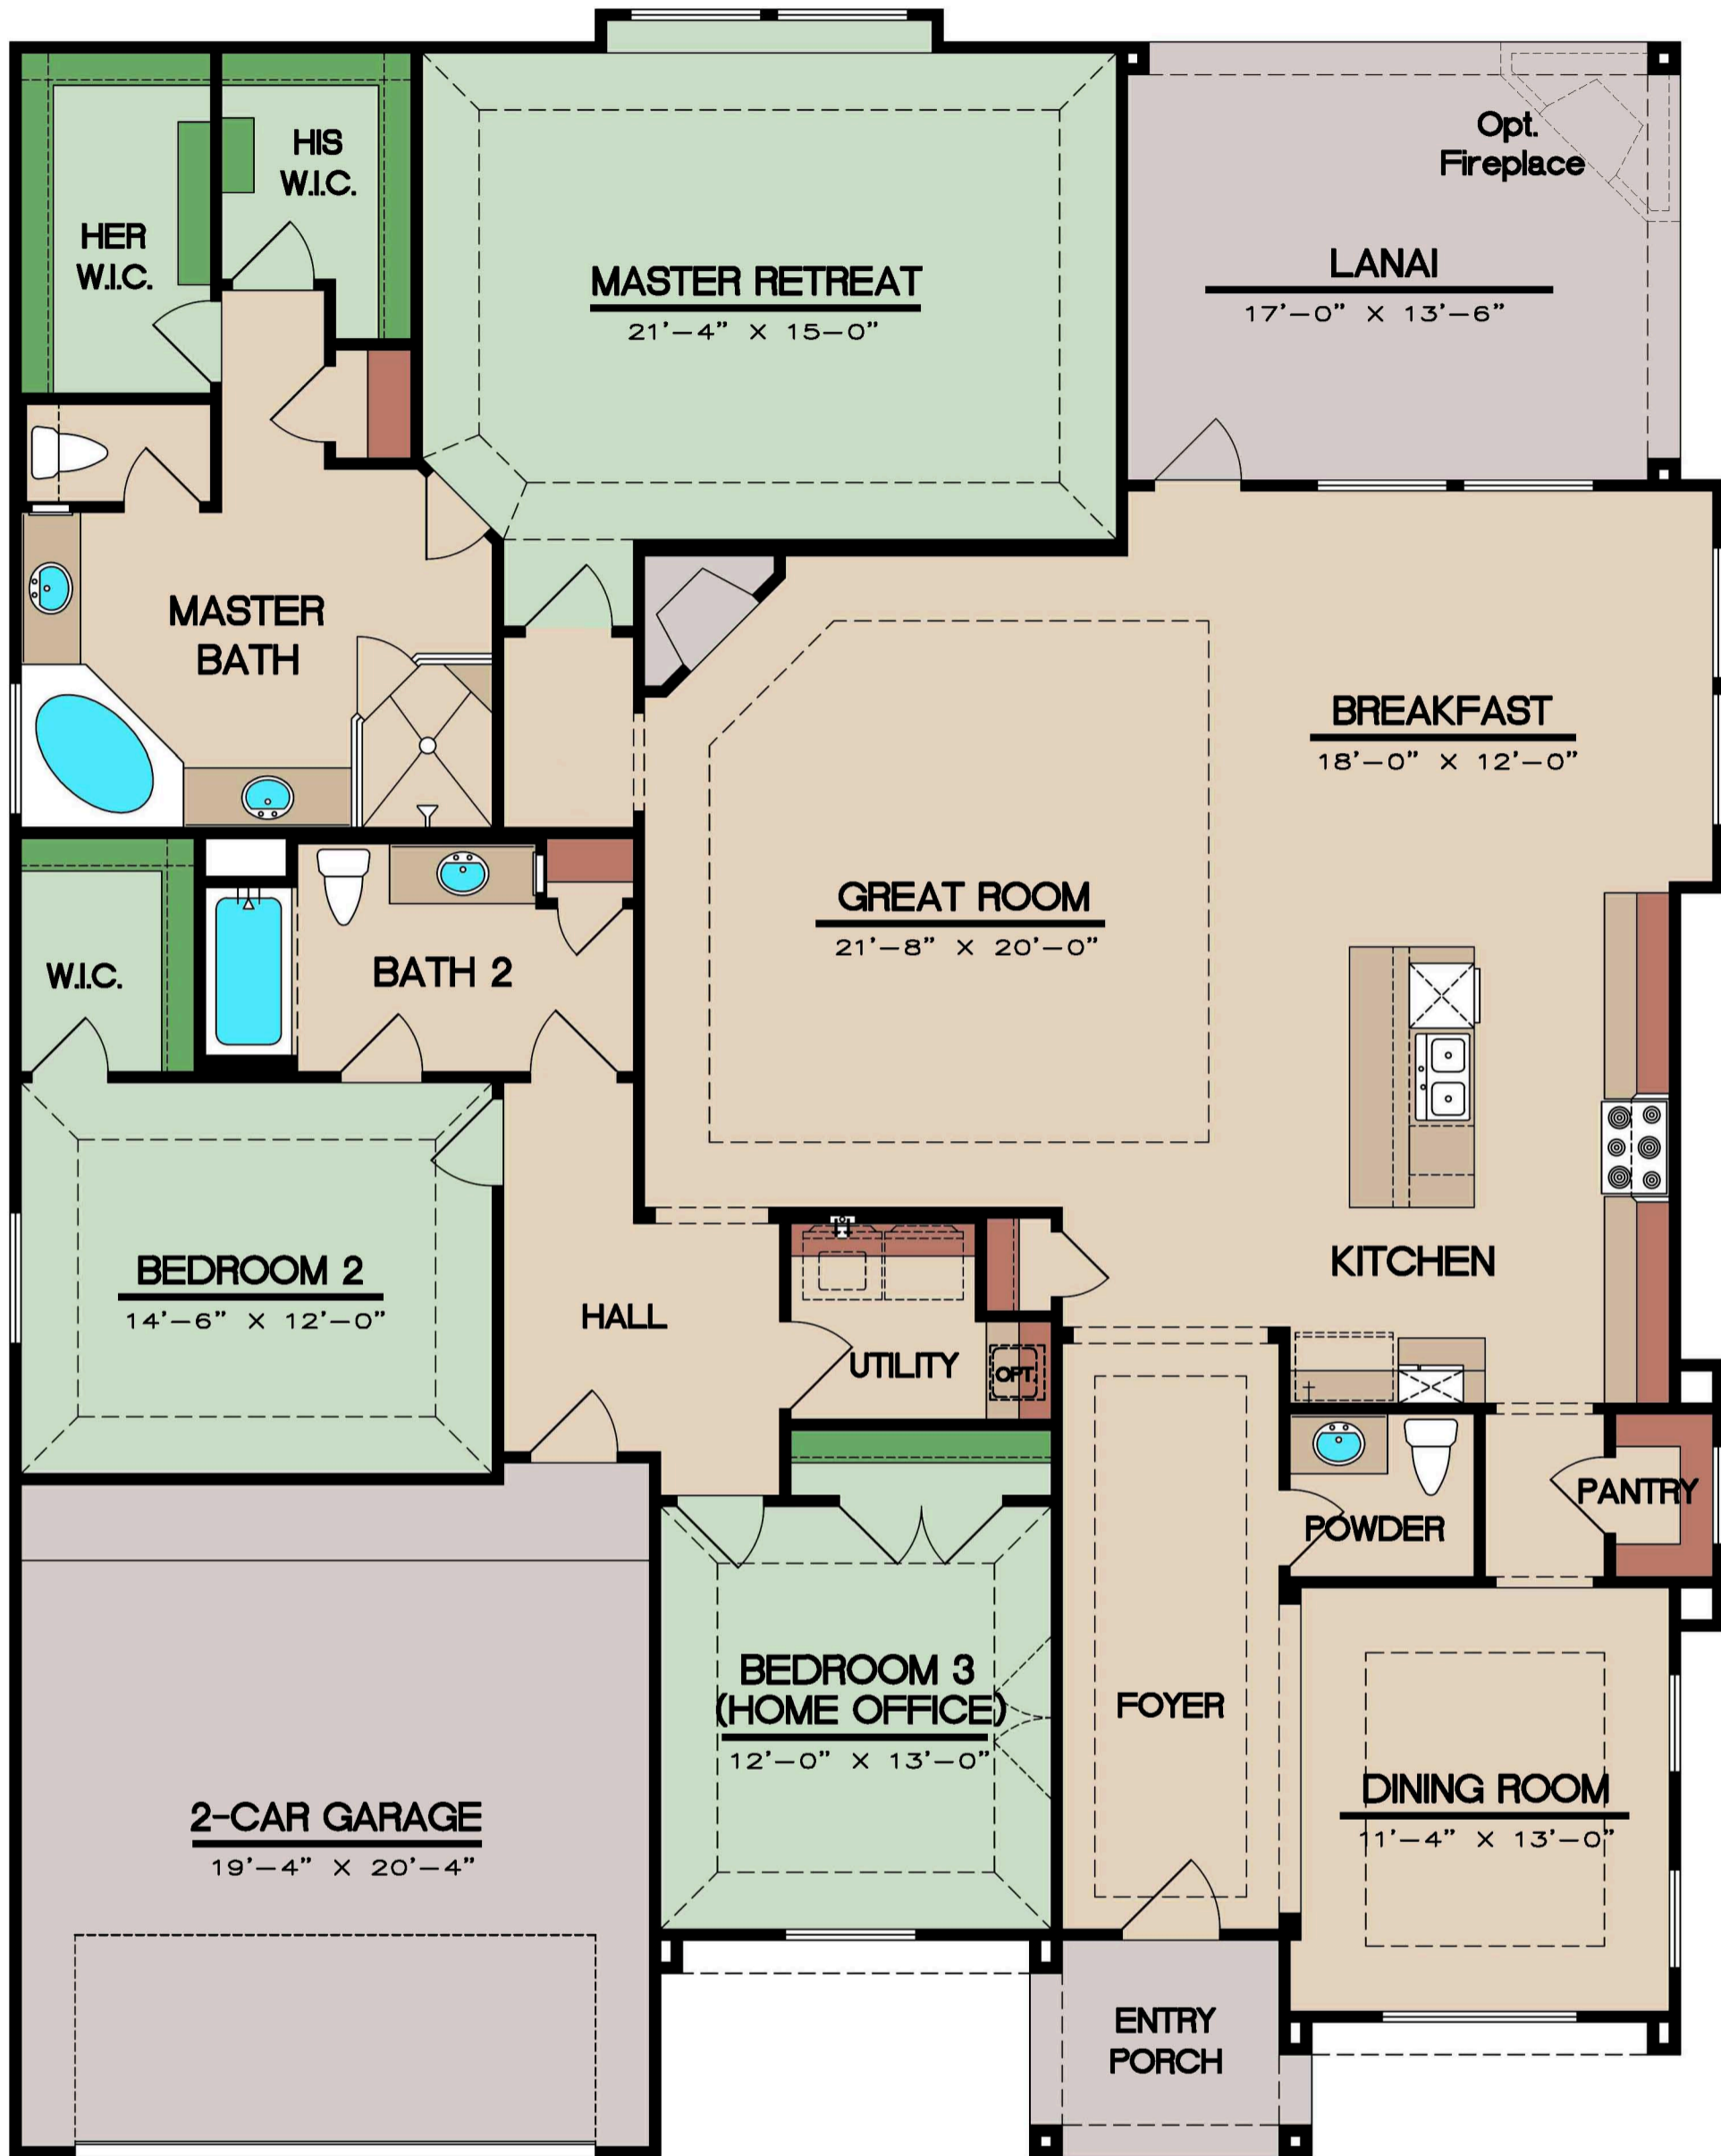 HIS
W.I.C.
HER
W.I.C.
MASTER RETREAT
21'-4" X 15-0"
Opt.
Fireplace
LANAI
17'-0" X 13'-6"
MASTER
BATH
BREAKFAST
18'-0" X 12'-0"
GREAT ROOM
21'-8" X 20'-0"
W.I.C.
BATH 2
BEDROOM 2
14'-6" X 12'-0"
HALL
UTILITY
OPT.
KITCHEN
PANTRY
POWDER
BEDROOM 3
(HOME OFFICE)
12'-0" X 13'-0"
FOYER
DINING ROOM
11'-4" X 13'-0"
2-CAR GARAGE
19'-4" X 20'-4"
ENTRY
PORCH